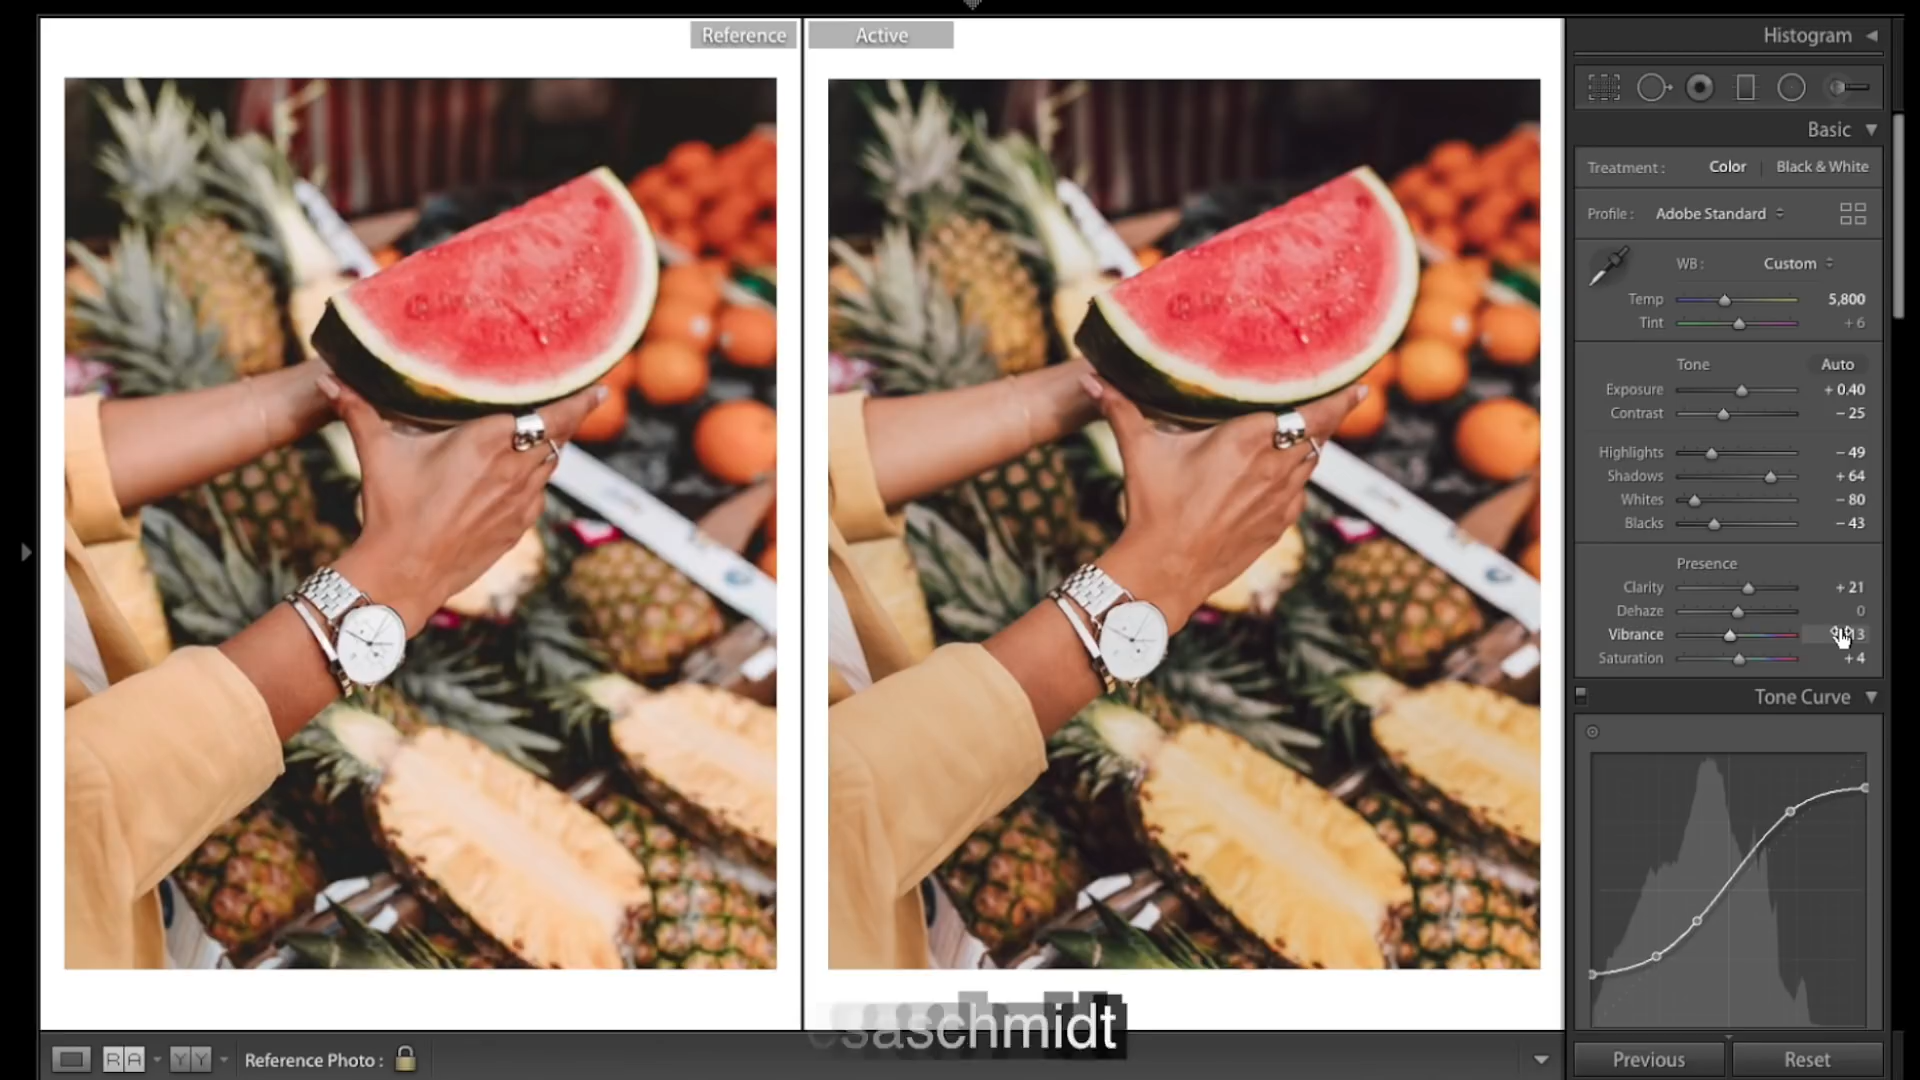 Reference
Active
Histogram
Basic
Treatment :
Color
Black & White
Profile :
Adobe Standard
WB :
Custom
Temp
5,800
Tint
+ 6
Tone
Auto
Exposure
+ 0.40
Contrast
– 25
Highlights
– 49
Shadows
+ 64
Whites
– 80
Blacks
– 43
Presence
Clarity
+ 21
Dehaze
0
Vibrance
Saturation
+ 4
Tone Curve
saschmidt
RA
YY
Reference Photo :
Previous
Reset